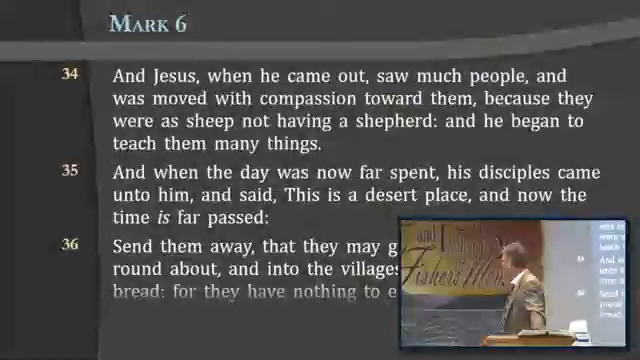 MARK 6
34 And Jesus, when he came out, saw much people, and
was moved with compassion toward them, because they
were as sheep not having a shepherd: and he began to
teach them many things.
35 And when the day was now far spent, his disciples came
unto him, and said, This is a desert place, and now the
time is far passed:
36 Send them away, that they may g
round about, and into the villages
bread: for they have nothing to e
and
Fishers